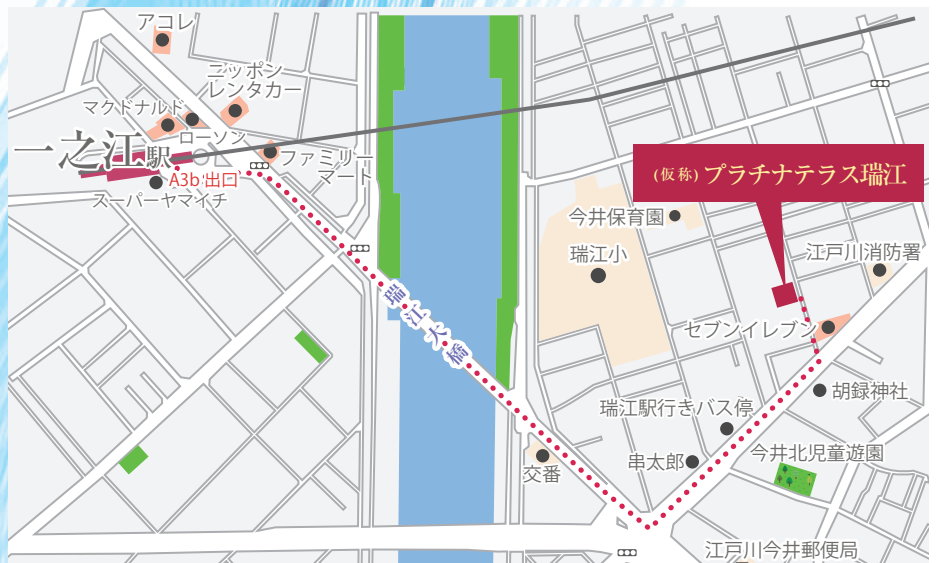 アコレ
ニッポン
レンタカー
マクドナルド
ローソン
一之江駅
ファミリー
マート
A3b 出口
スーパーヤマイチ
(仮称)プラチナテラス瑞江
今井保育園
瑞江小
江戸川消防署
瑞江大橋
セブンイレブン
胡録神社
瑞江駅行きバス停
串太郎
今井北児童遊園
交番
江戸川今井郵便局